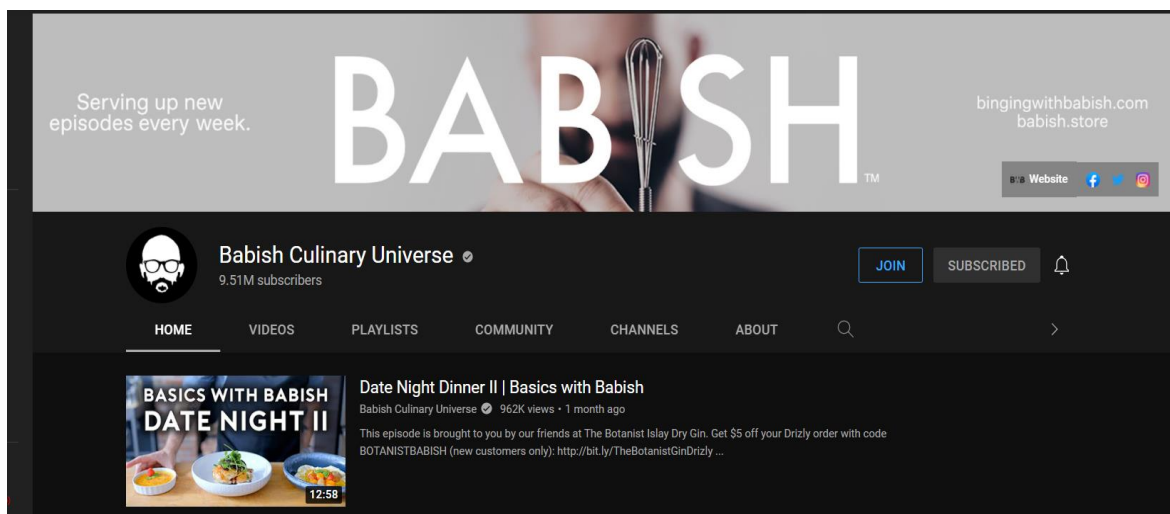 Serving up new
episodes every week.
BABISH
TM
bingingwithbabish.com
babish.store
Website
Babish Culinary Universe
9.51M subscribers
JOIN
SUBSCRIBED
HOME
VIDEOS
PLAYLISTS
COMMUNITY
CHANNELS
ABOUT
BASICS WITH BABISH
DATE NIGHT II
12:58
Date Night Dinner II | Basics with Babish
Babish Culinary Universe 962K views • 1 month ago
This episode is brought to you by our friends at The Botanist Islay Dry Gin. Get $5 off your Drizly order with code
BOTANISTBABISH (new customers only): http://bit.ly/TheBotanistGinDrizly ...